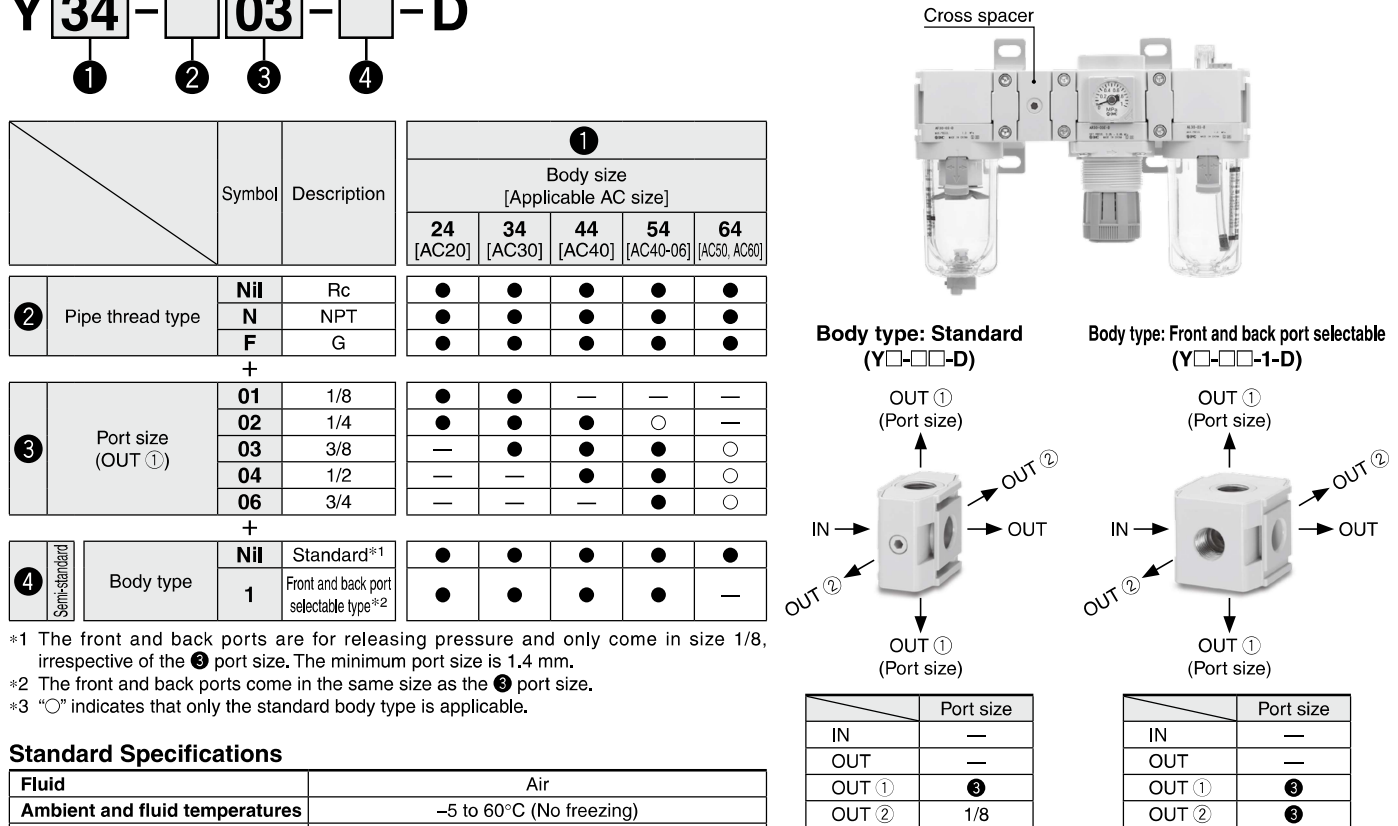 Y 34 - 03 - - D
❶ ❷ ❸ ❹
Symbol Description
❶
Body size
[Applicable AC size]
24 34 44 54 64
[AC20] [AC30] [AC40] [AC40-06] [AC50, AC60]
❷ Pipe thread type
Nil Rc ● ● ● ● ●
N NPT ● ● ● ● ●
F G ● ● ● ● ●
+
❸ Port size
(OUT ①)
01 1/8 ● ● — — —
02 1/4 ● ● ● ○ —
03 3/8 — ● ● ● ○
04 1/2 — — ● ● ○
06 3/4 — — — ● ○
+
❹ Semi-standard Body type
Nil Standard*1 ● ● ● ● ●
1 Front and back port
selectable type*2 ● ● ● ● —
*1 The front and back ports are for releasing pressure and only come in size 1/8,
irrespective of the ❸ port size. The minimum port size is 1.4 mm.
*2 The front and back ports come in the same size as the ❸ port size.
*3 “○” indicates that only the standard body type is applicable.
Standard Specifications
Fluid Air
Ambient and fluid temperatures –5 to 60°C (No freezing)
Cross spacer
Body type: Standard
(Y□-□□-D)
OUT ①
(Port size)
OUT ②
IN
OUT
OUT ②
OUT ①
(Port size)
Port size
IN —
OUT —
OUT ① ❸
OUT ② 1/8
Body type: Front and back port selectable
(Y□-□□-1-D)
OUT ①
(Port size)
OUT ②
IN
OUT
OUT ②
OUT ①
(Port size)
Port size
IN —
OUT —
OUT ① ❸
OUT ② ❸